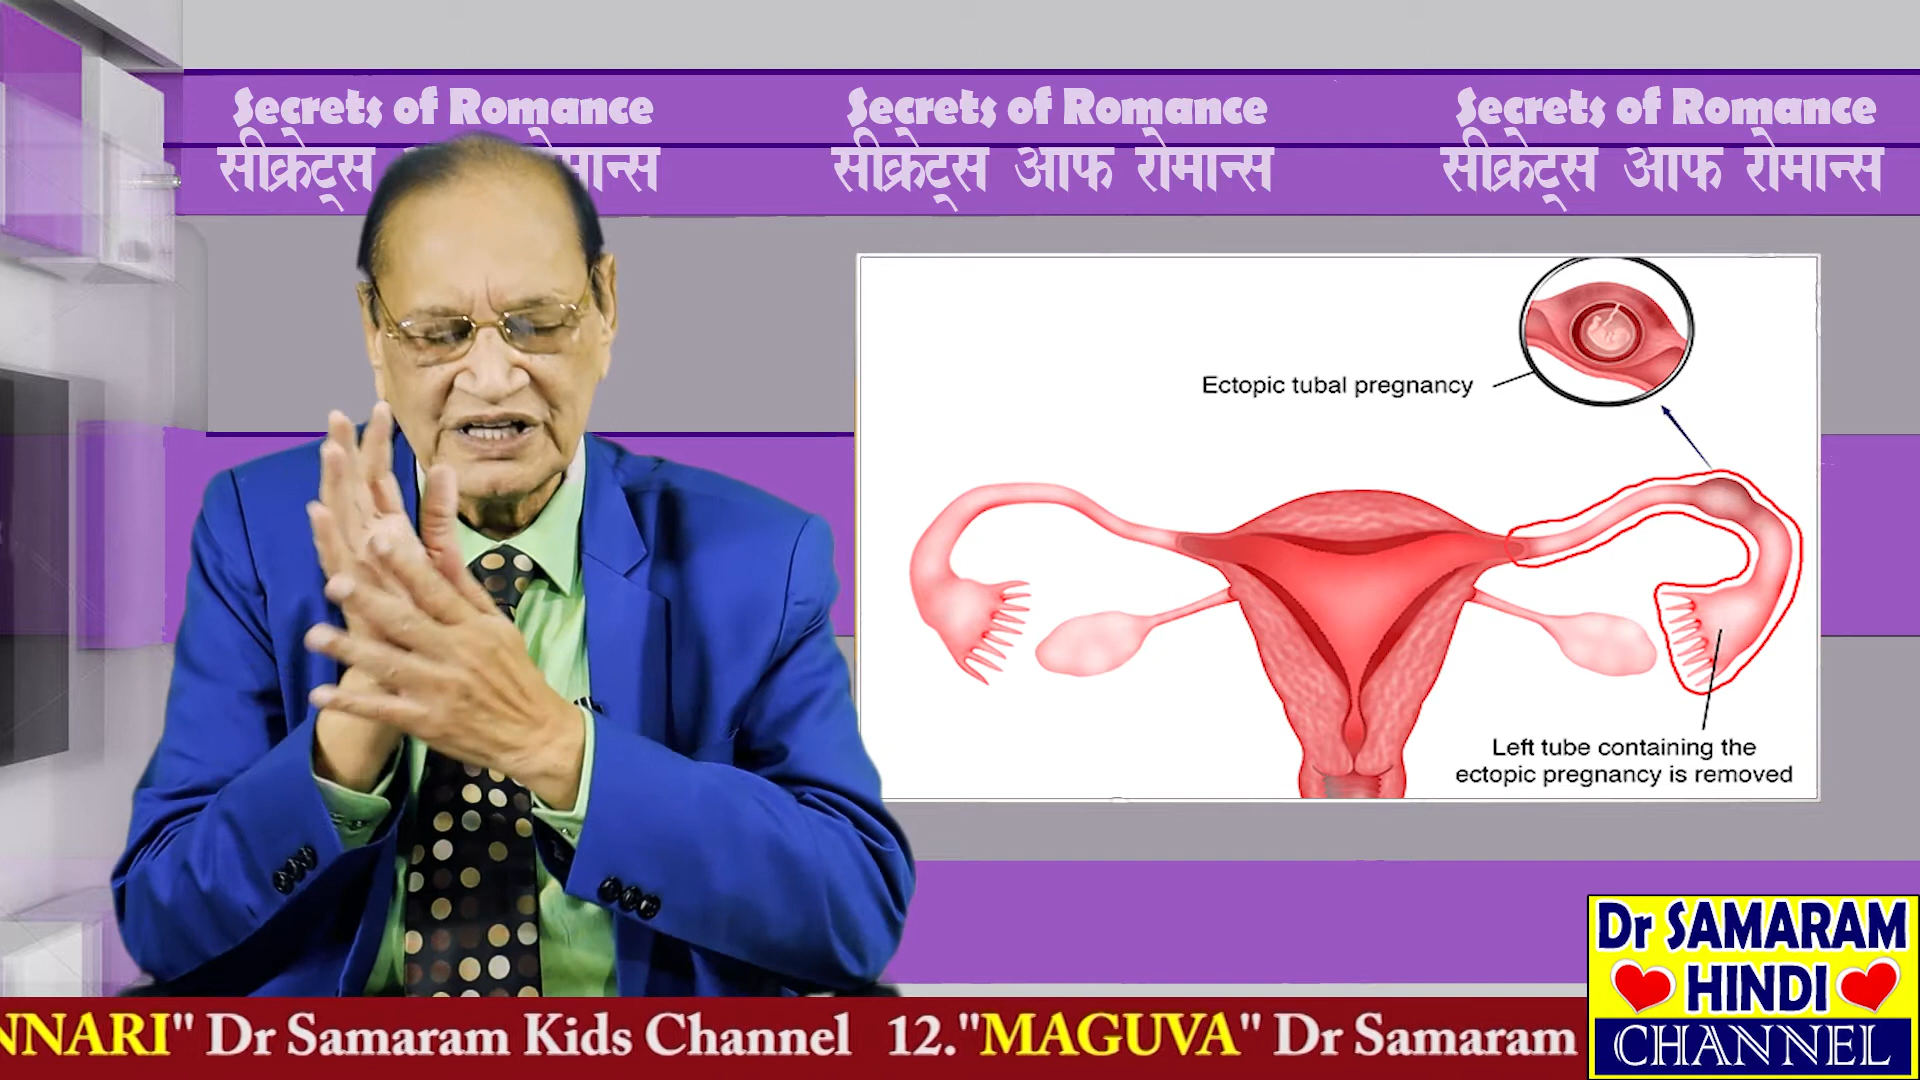 Secrets of Romance
Secrets of Romance
Secrets of Romance
सीक्रेट्स
सीक्रेट्स आफ रोमान्स
सीक्रेट्स आफ रोमान्स
Ectopic tubal pregnancy
Left tube containing the
ectopic pregnancy is removed
Dr SAMARAM
HINDI
CHANNEL
NNARI" Dr Samaram Kids Channel 12."MAGUVA" Dr Samaram